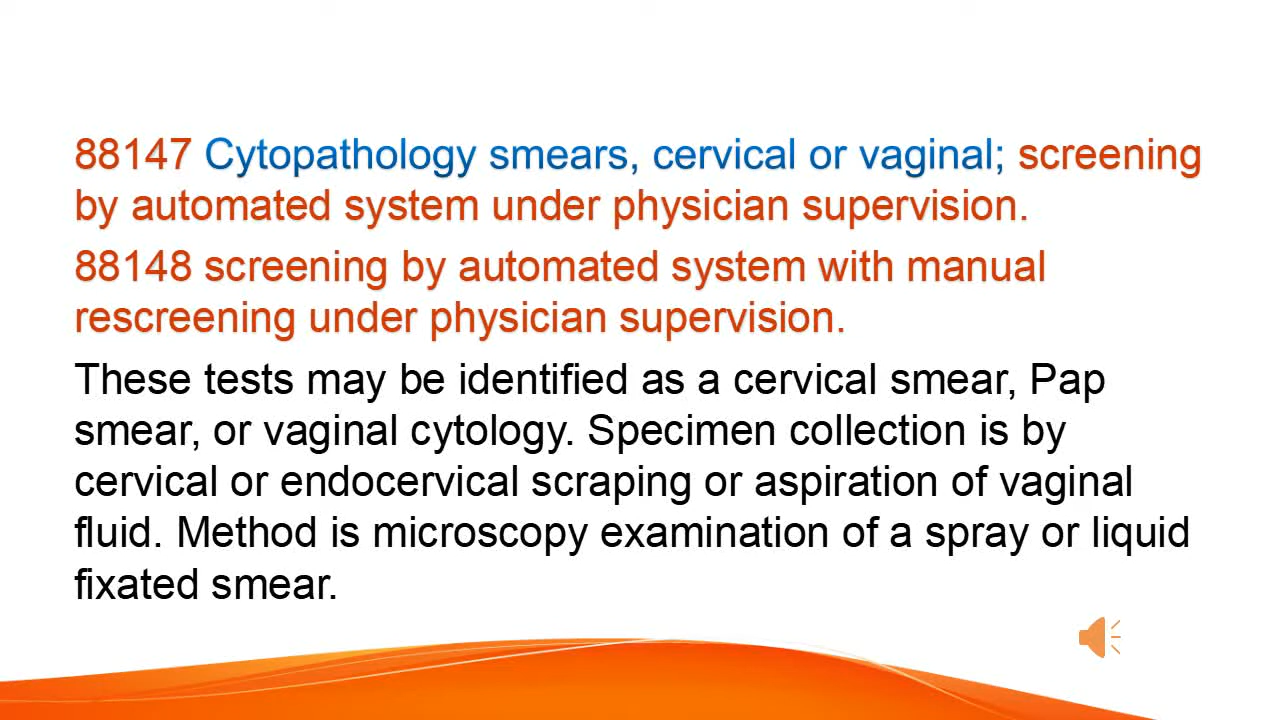 88147 Cytopathology smears, cervical or vaginal; screening
by automated system under physician supervision.
88148 screening by automated system with manual
rescreening under physician supervision.
These tests may be identified as a cervical smear, Pap
smear, or vaginal cytology. Specimen collection is by
cervical or endocervical scraping or aspiration of vaginal
fluid. Method is microscopy examination of a spray or liquid
fixated smear.